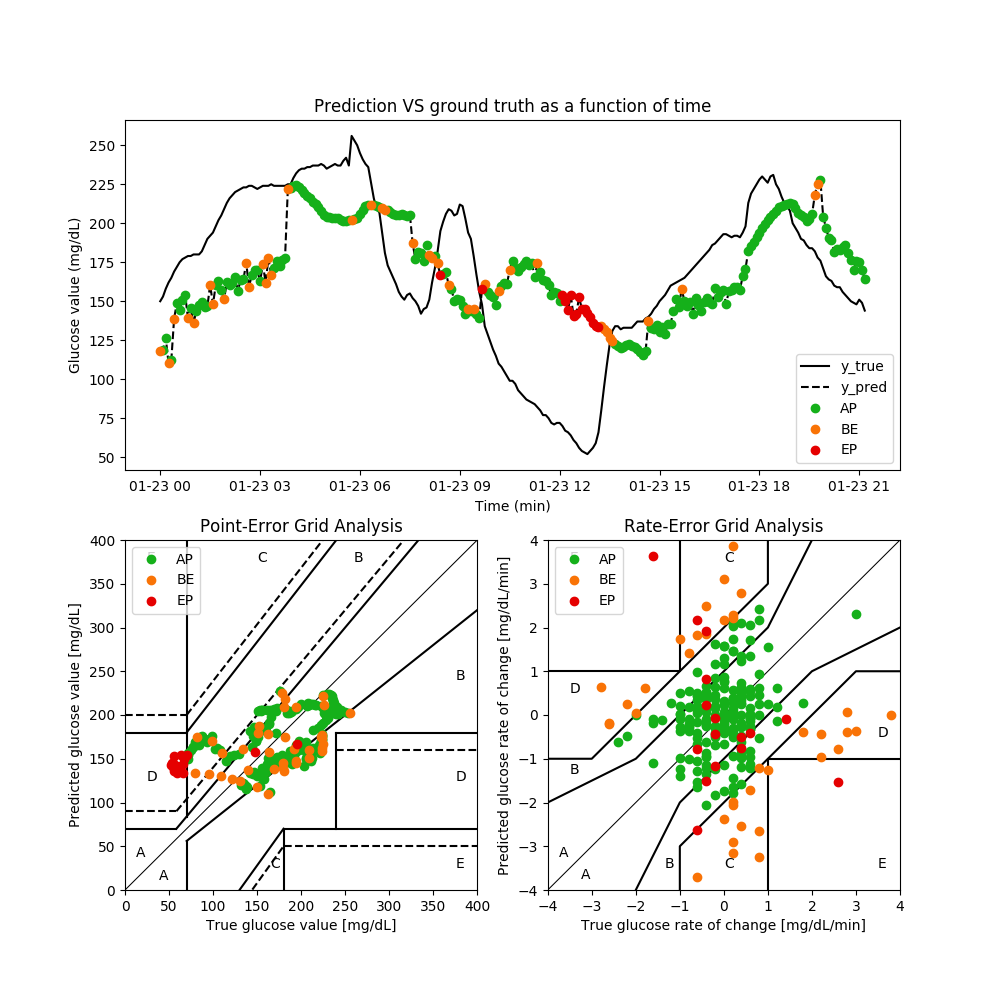 Prediction VS ground truth as a function of time
Glucose value (mg/dL)
250
225
200
175
150
125
100
75
50
y_true
y_pred
AP
BE
EP
01-23 00 01-23 03 01-23 06 01-23 09 01-23 12 01-23 15 01-23 18 01-23 21
Time (min)
Point-Error Grid Analysis
Predicted glucose value [mg/dL]
400
350
300
250
200
150
100
50
0
AP
BE
EP
C
B
B
D
D
A
A
C
E
0 50 100 150 200 250 300 350 400
True glucose value [mg/dL]
Rate-Error Grid Analysis
Predicted glucose rate of change [mg/dL/min]
4
3
2
1
0
−1
−2
−3
−4
AP
BE
EP
C
D
D
B
A
A
B
C
E
−4 −3 −2 −1 0 1 2 3 4
True glucose rate of change [mg/dL/min]